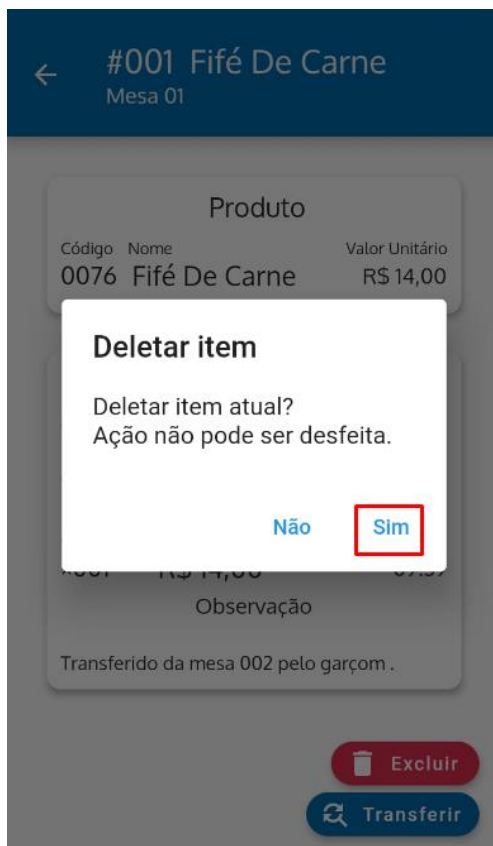 #001 Fifé De Carne
Mesa 01
Produto
Código Nome Valor Unitário
0076 Fifé De Carne R$ 14,00
Deletar item
Deletar item atual?
Ação não pode ser desfeita.
Não Sim
Observação
Transferido da mesa 002 pelo garçom .
Excluir
Transferir